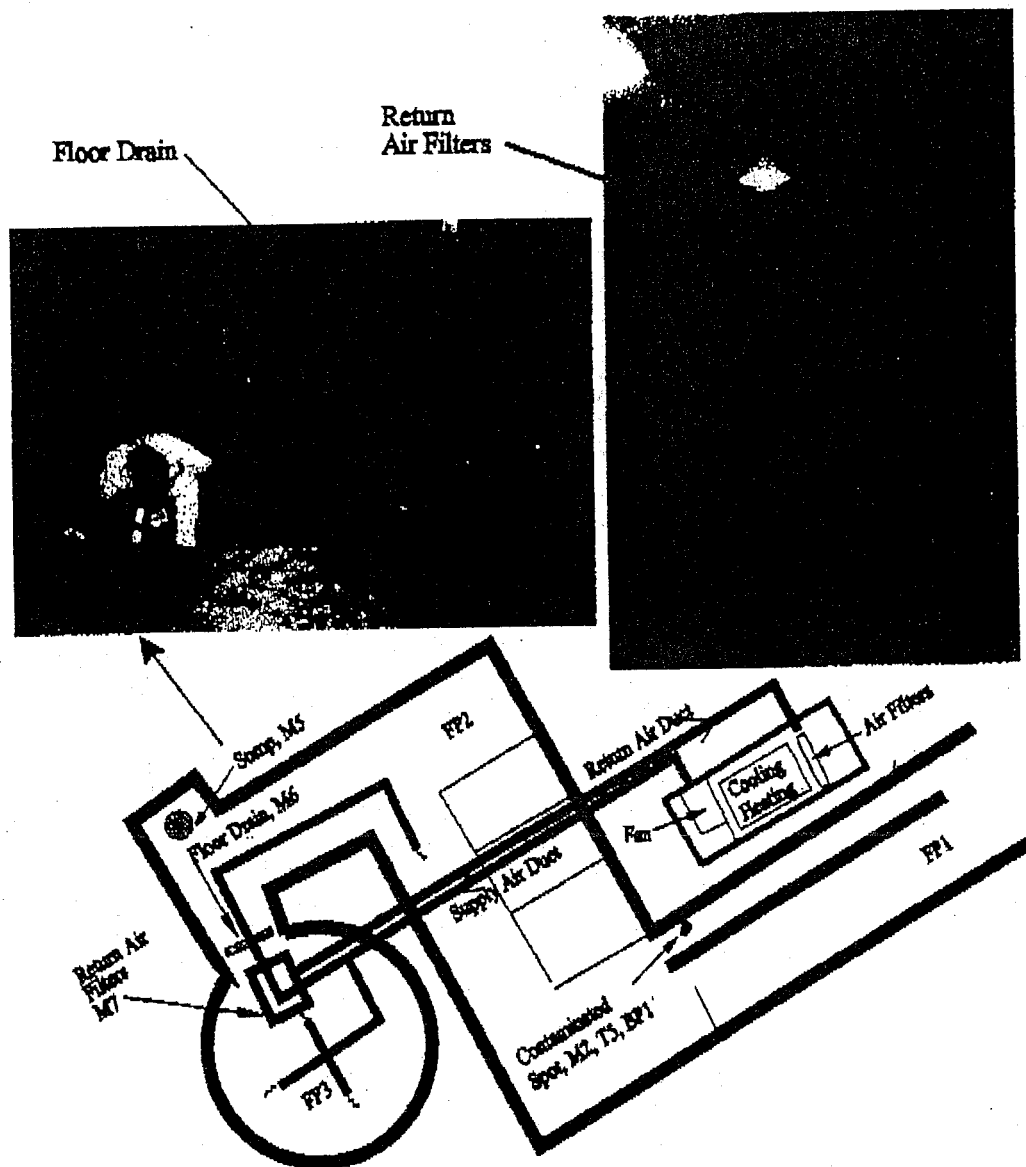 Floor Drain
Return
Air Filters
Sump, M5
Floor Drain, M6
FP2
Return Air Duct
Air Filters
Cooling
Heating
Fan
FP1
Supply Air Duct
Return Air
Filter
M7
Contaminated
Spot, M2, T5, BP1
FP3